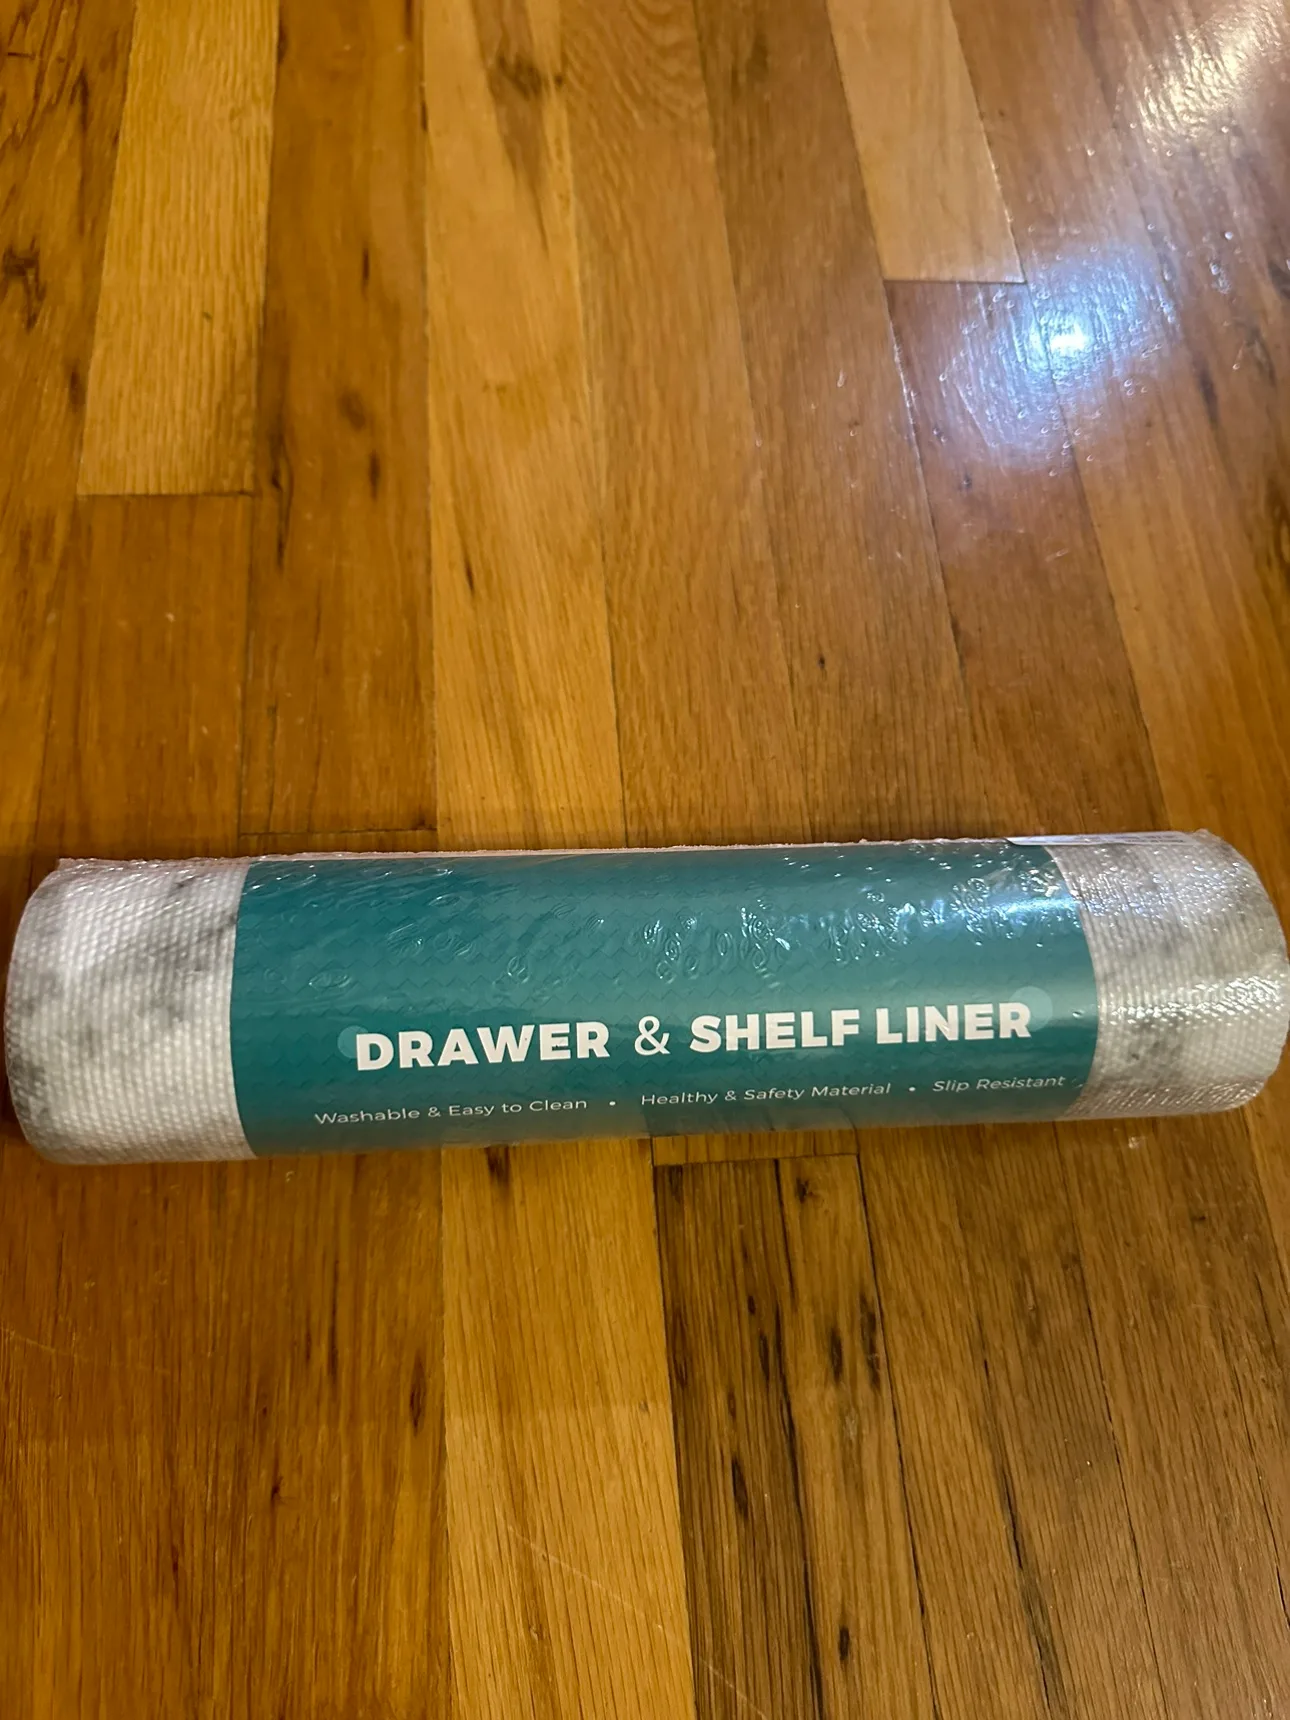 DRAWER & SHELF LINER
Washable & Easy to Clean • Healthy & Safety Material • Slip Resistant